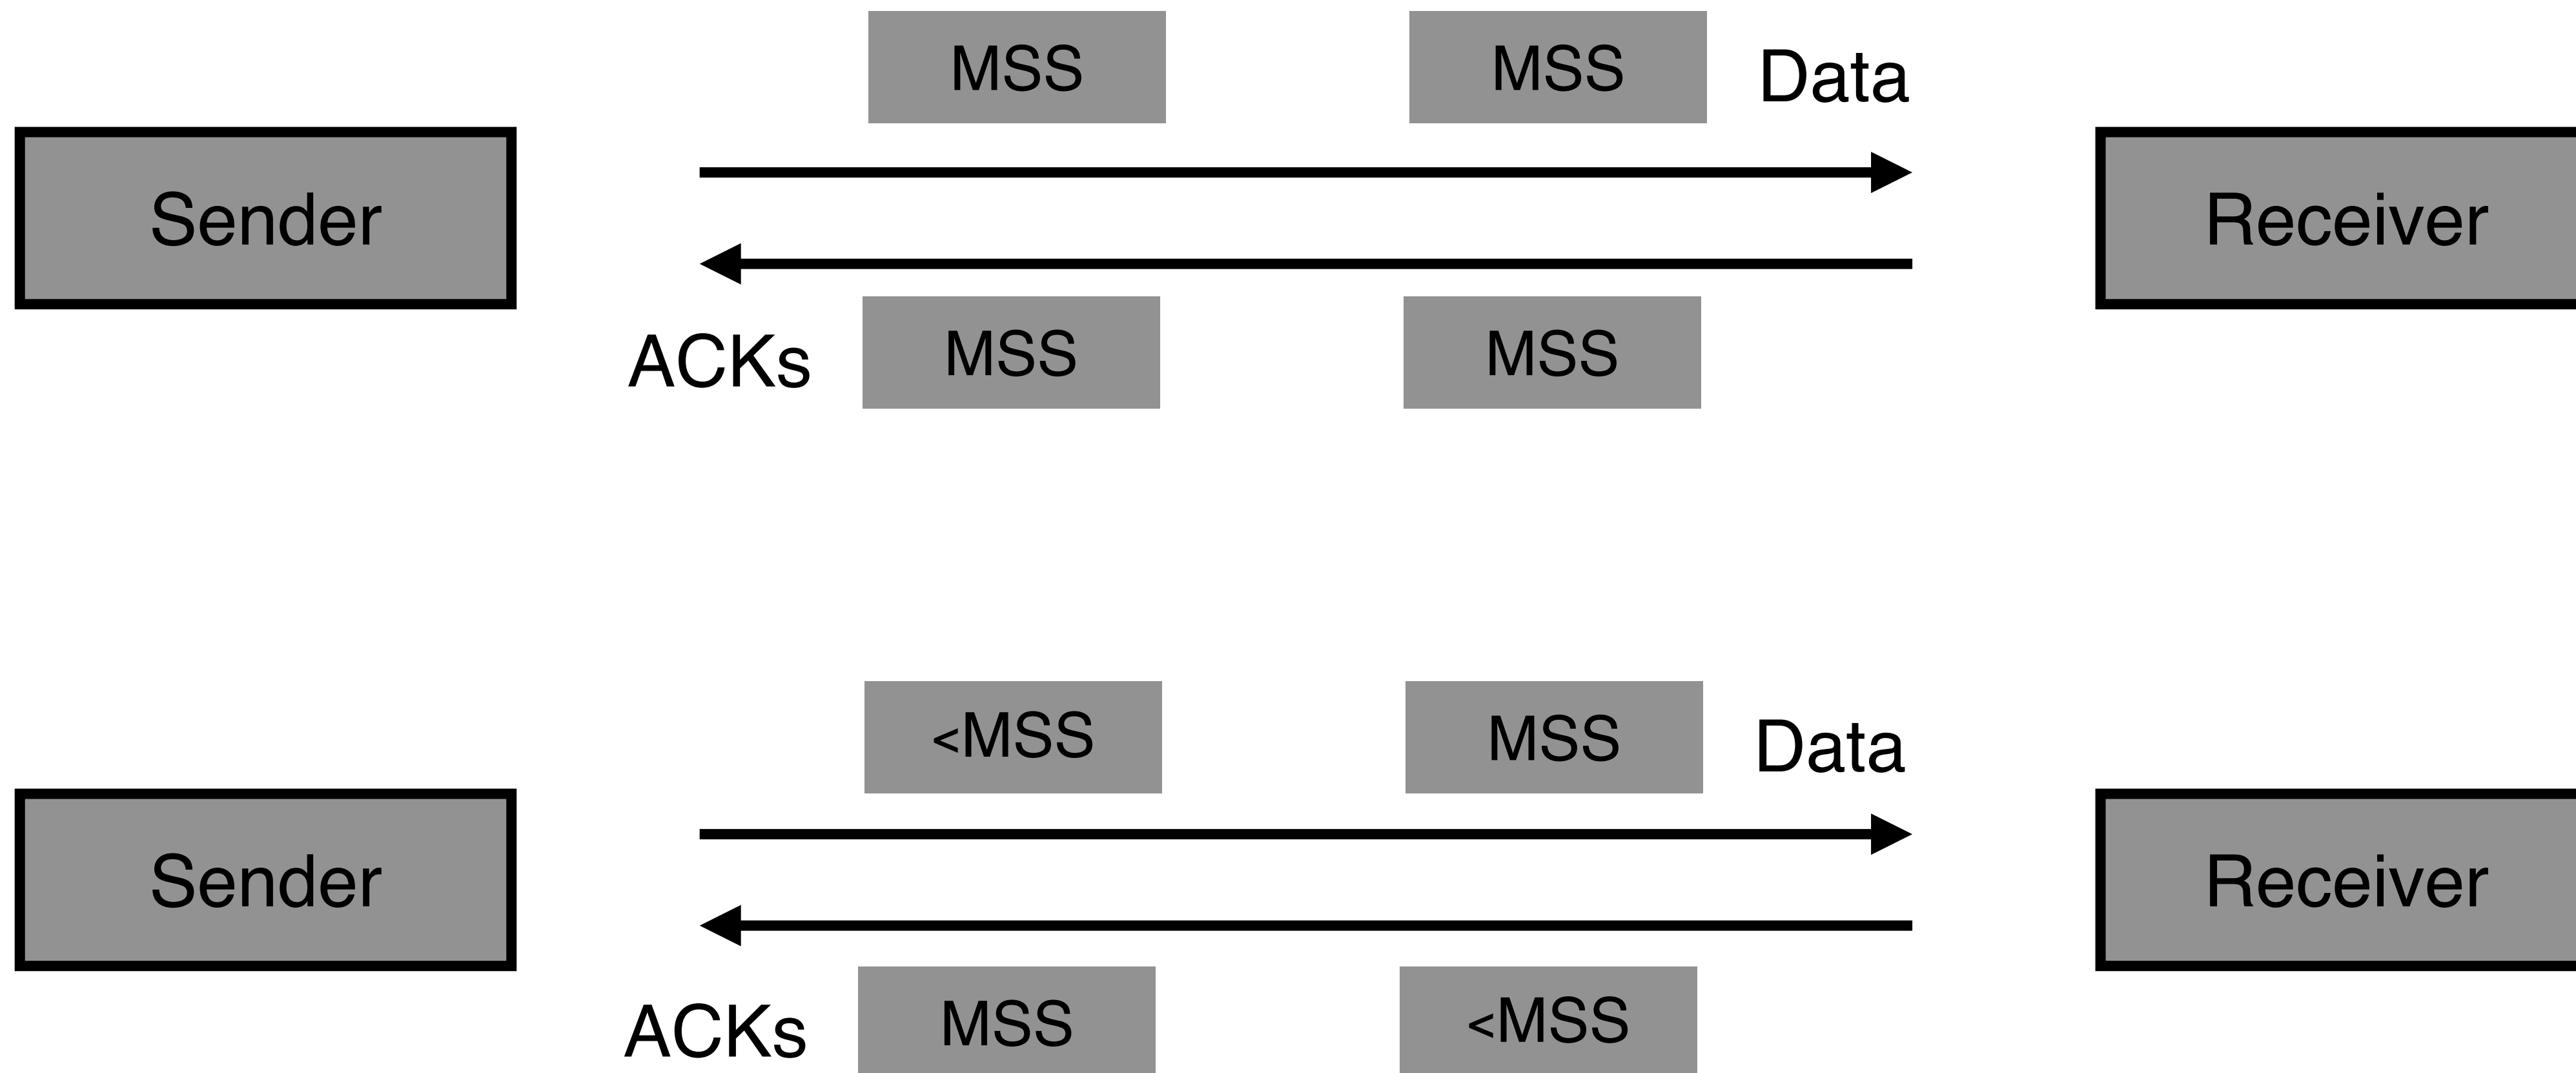 MSS
MSS
Data
Sender
Receiver
ACKs
MSS
MSS
<MSS
MSS
Data
Sender
Receiver
ACKs
MSS
<MSS